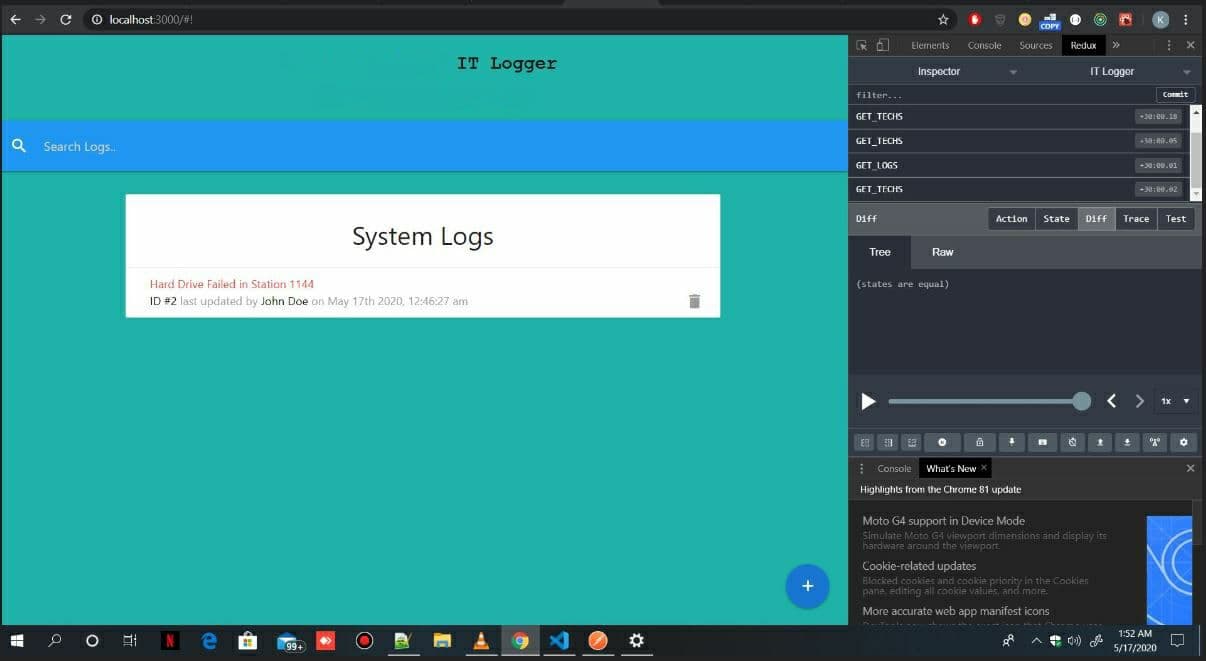 localhost:3000/#!
COPY
K
IT Logger
Search Logs..
System Logs
Hard Drive Failed in Station 1144
ID #2 last updated by John Doe on May 17th 2020, 12:46:27 am
+
Elements Console Sources Redux »
Inspector IT Logger
filter... Commit
GET_TECHS +30:00.18
GET_TECHS +30:00.05
GET_LOGS +30:00.01
GET_TECHS +30:00.02
Diff Action State Diff Trace Test
Tree Raw
(states are equal)
1x
Console What's New ×
Highlights from the Chrome 81 update
Moto G4 support in Device Mode
Simulate Moto G4 viewport dimensions and display its
hardware around the viewport.
Cookie-related updates
Blocked cookies and cookie priority in the Cookies
pane, editing all cookie values, and more.
More accurate web app manifest icons
N
99+
1:52 AM
5/17/2020